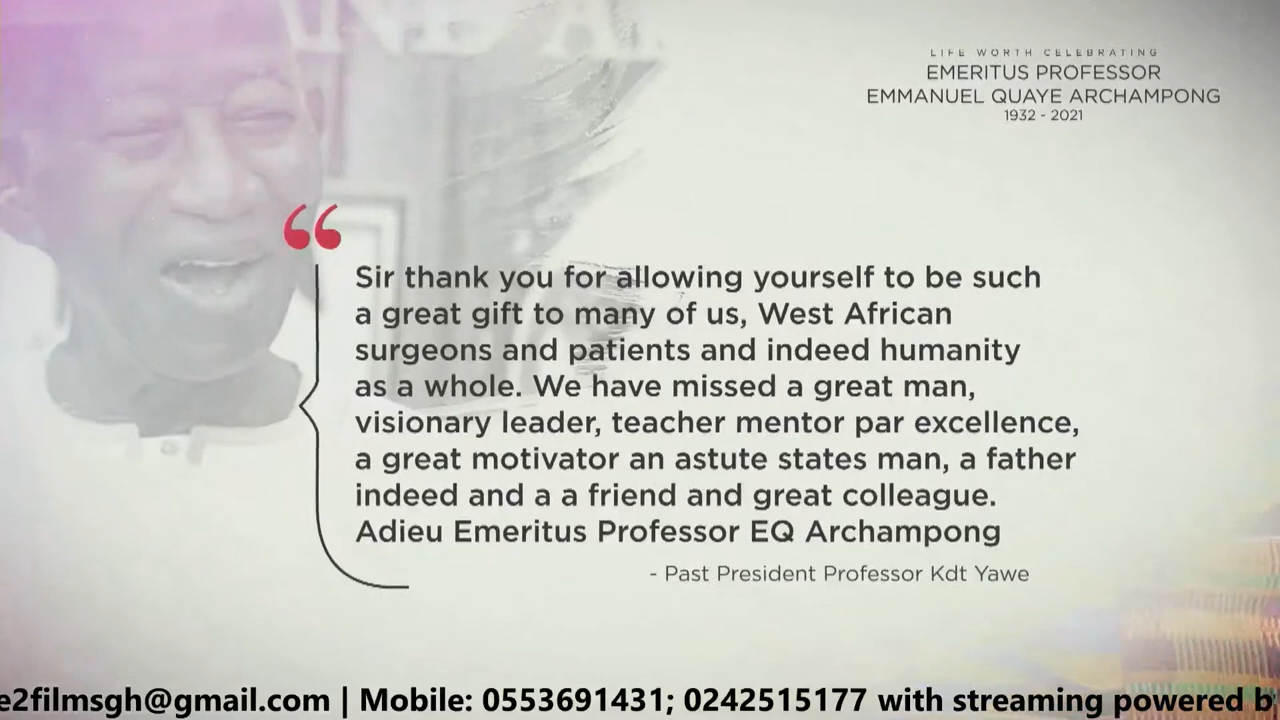 LIFE WORTH CELEBRATING
EMERITUS PROFESSOR
EMMANUEL QUAYE ARCHAMPONG
1932 - 2021
Sir thank you for allowing yourself to be such
a great gift to many of us, West African
surgeons and patients and indeed humanity
as a whole. We have missed a great man,
visionary leader, teacher mentor par excellence,
a great motivator an astute states man, a father
indeed and a a friend and great colleague.
Adieu Emeritus Professor EQ Archampong
- Past President Professor Kdt Yawe
e2filmsgh@gmail.com | Mobile: 0553691431; 0242515177 with streaming powered b